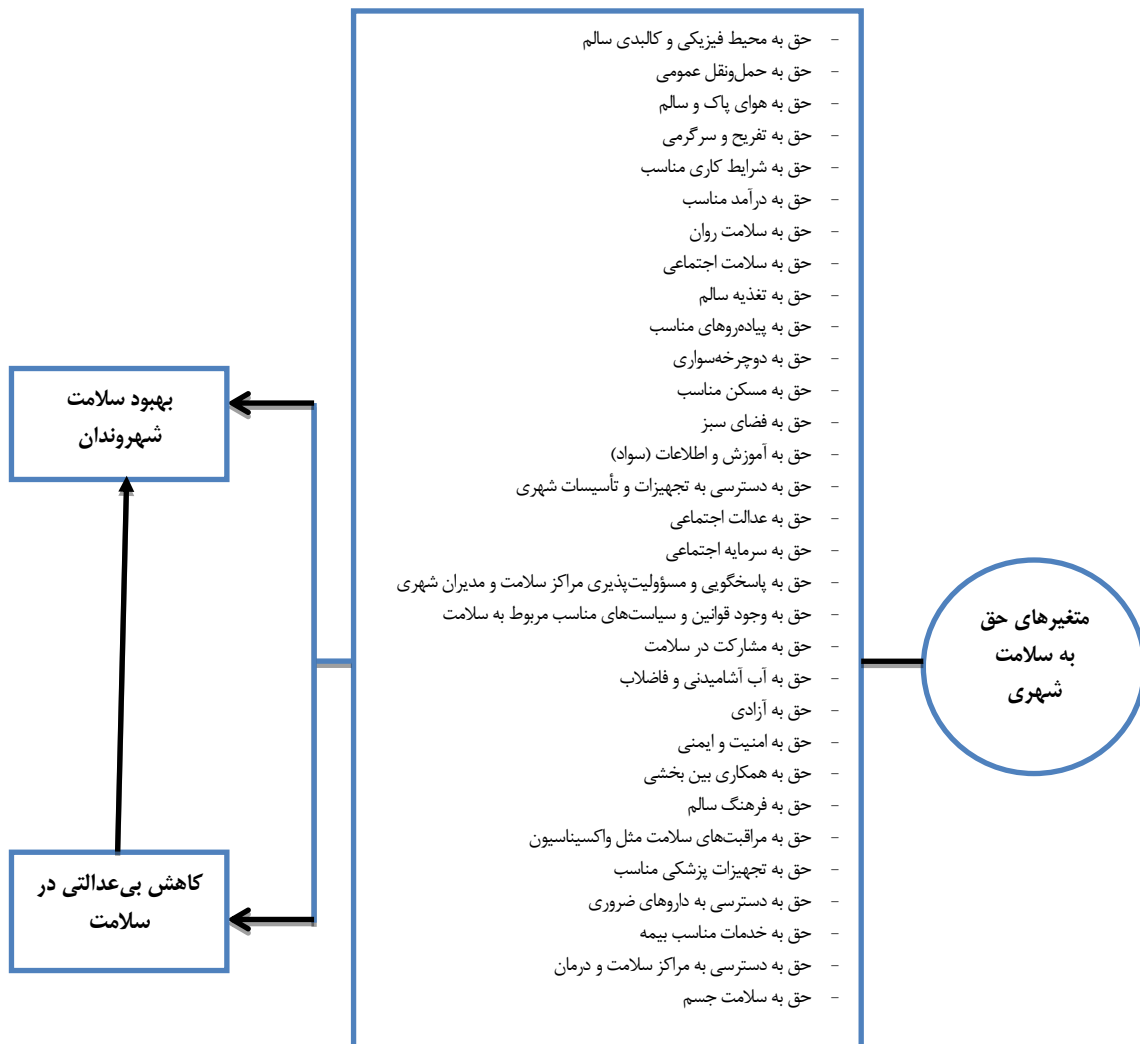 متغیرهای حق
به سلامت
شهری
- حق به محیط فیزیکی و کالبدی سالم
- حق به حمل‌ونقل عمومی
- حق به هوای پاک و سالم
- حق به تفریح و سرگرمی
- حق به شرایط کاری مناسب
- حق به درآمد مناسب
- حق به سلامت روان
- حق به سلامت اجتماعی
- حق به تغذیه سالم
- حق به پیاده‌روهای مناسب
- حق به دوچرخه‌سواری
- حق به مسکن مناسب
- حق به فضای سبز
- حق به آموزش و اطلاعات (سواد)
- حق به دسترسی به تجهیزات و تأسیسات شهری
- حق به عدالت اجتماعی
- حق به سرمایه اجتماعی
- حق به پاسخگویی و مسؤولیت‌پذیری مراکز سلامت و مدیران شهری
- حق به وجود قوانین و سیاست‌های مناسب مربوط به سلامت
- حق به مشارکت در سلامت
- حق به آب آشامیدنی و فاضلاب
- حق به آزادی
- حق به امنیت و ایمنی
- حق به همکاری بین بخشی
- حق به فرهنگ سالم
- حق به مراقبت‌های سلامت مثل واکسیناسیون
- حق به تجهیزات پزشکی مناسب
- حق به دسترسی به داروهای ضروری
- حق به خدمات مناسب بیمه
- حق به دسترسی به مراکز سلامت و درمان
- حق به سلامت جسم
بهبود سلامت
شهروندان
کاهش بی‌عدالتی در
سلامت